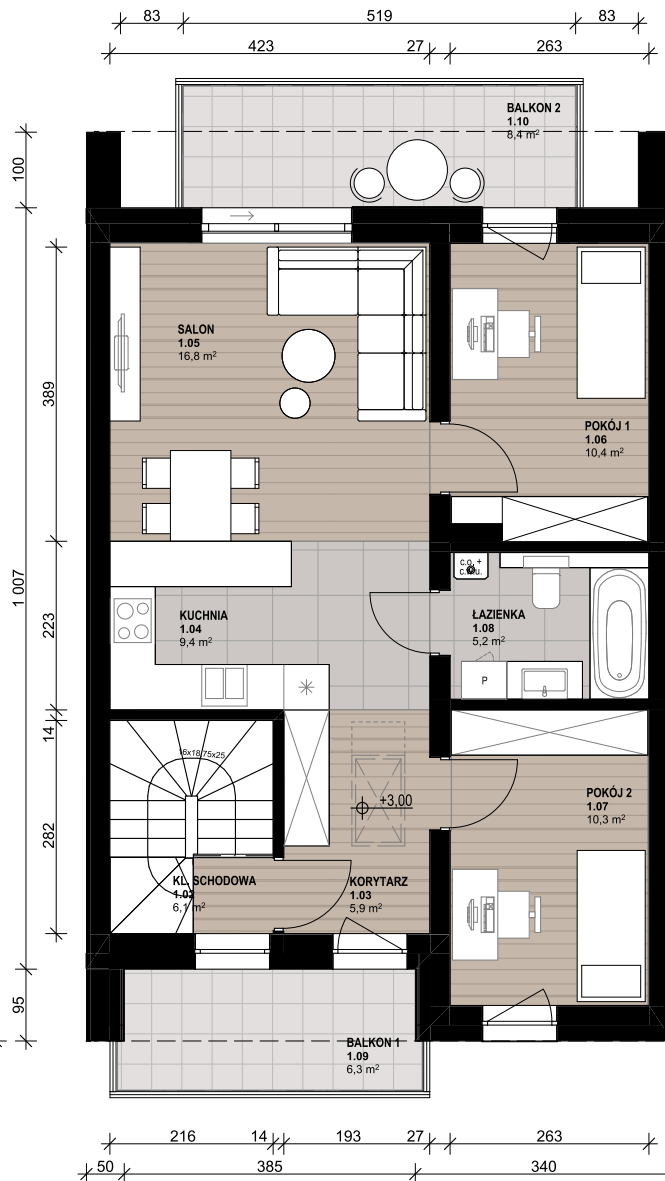 83 519 83
423 27 263
BALKON 2
1.10
8,4 m²
100
SALON
1.05
16,8 m²
389
POKÓJ 1
1.06
10,4 m²
1 007
c.o. +
c.w.u.
KUCHNIA
1.04
9,4 m²
ŁAZIENKA
1.08
5,2 m²
223
P
14
16x18,75x25
+3,00
POKÓJ 2
1.07
10,3 m²
282
KL. SCHODOWA
1.02
6,1 m²
KORYTARZ
1.03
5,9 m²
95
BALKON 1
1.09
6,3 m²
216 14 193 27 263
50 385 340